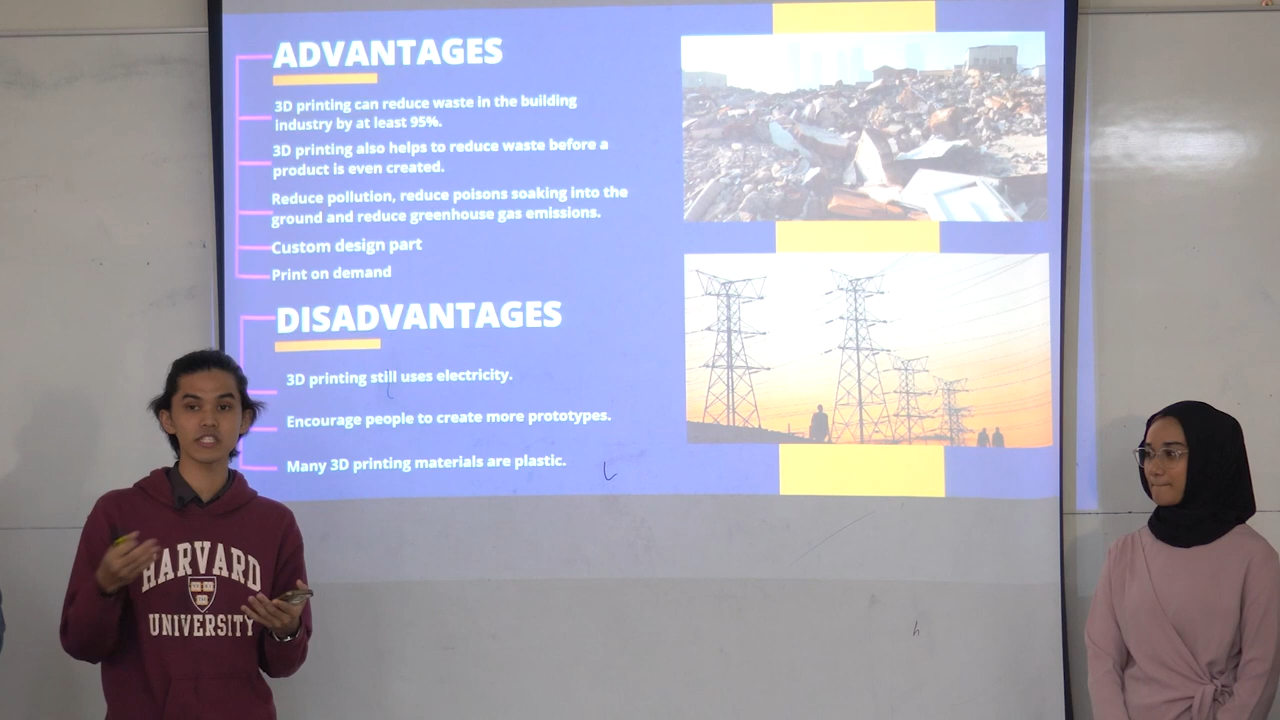 ADVANTAGES
3D printing can reduce waste in the building
industry by at least 95%.
3D printing also helps to reduce waste before a
product is even created.
Reduce pollution, reduce poisons soaking into the
ground and reduce greenhouse gas emissions.
Custom design part
Print on demand
DISADVANTAGES
3D printing still uses electricity.
Encourage people to create more prototypes.
Many 3D printing materials are plastic.
HARVARD
UNIVERSITY